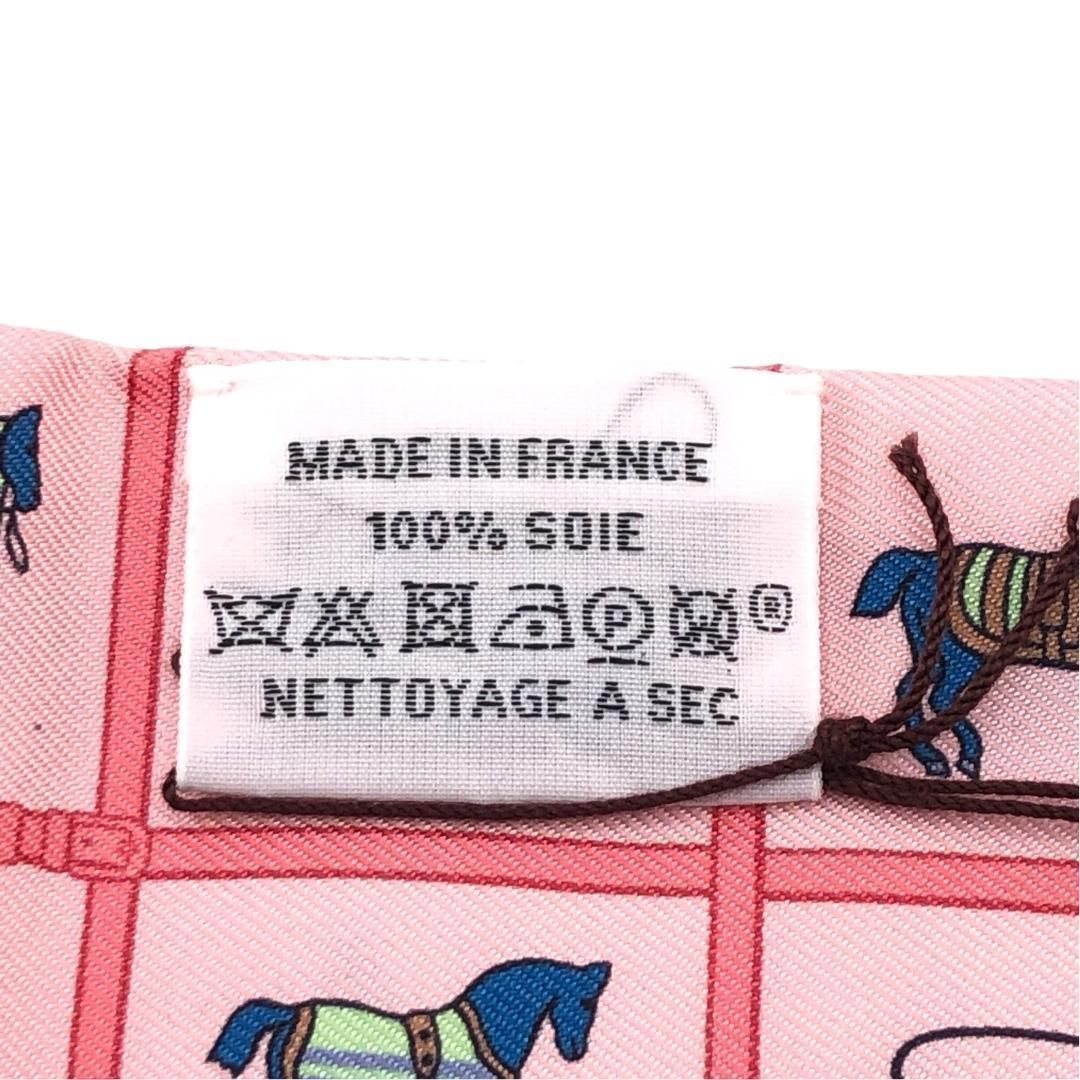 MADE IN FRANCE
100% SOIE
P ®
NETTOYAGE A SEC